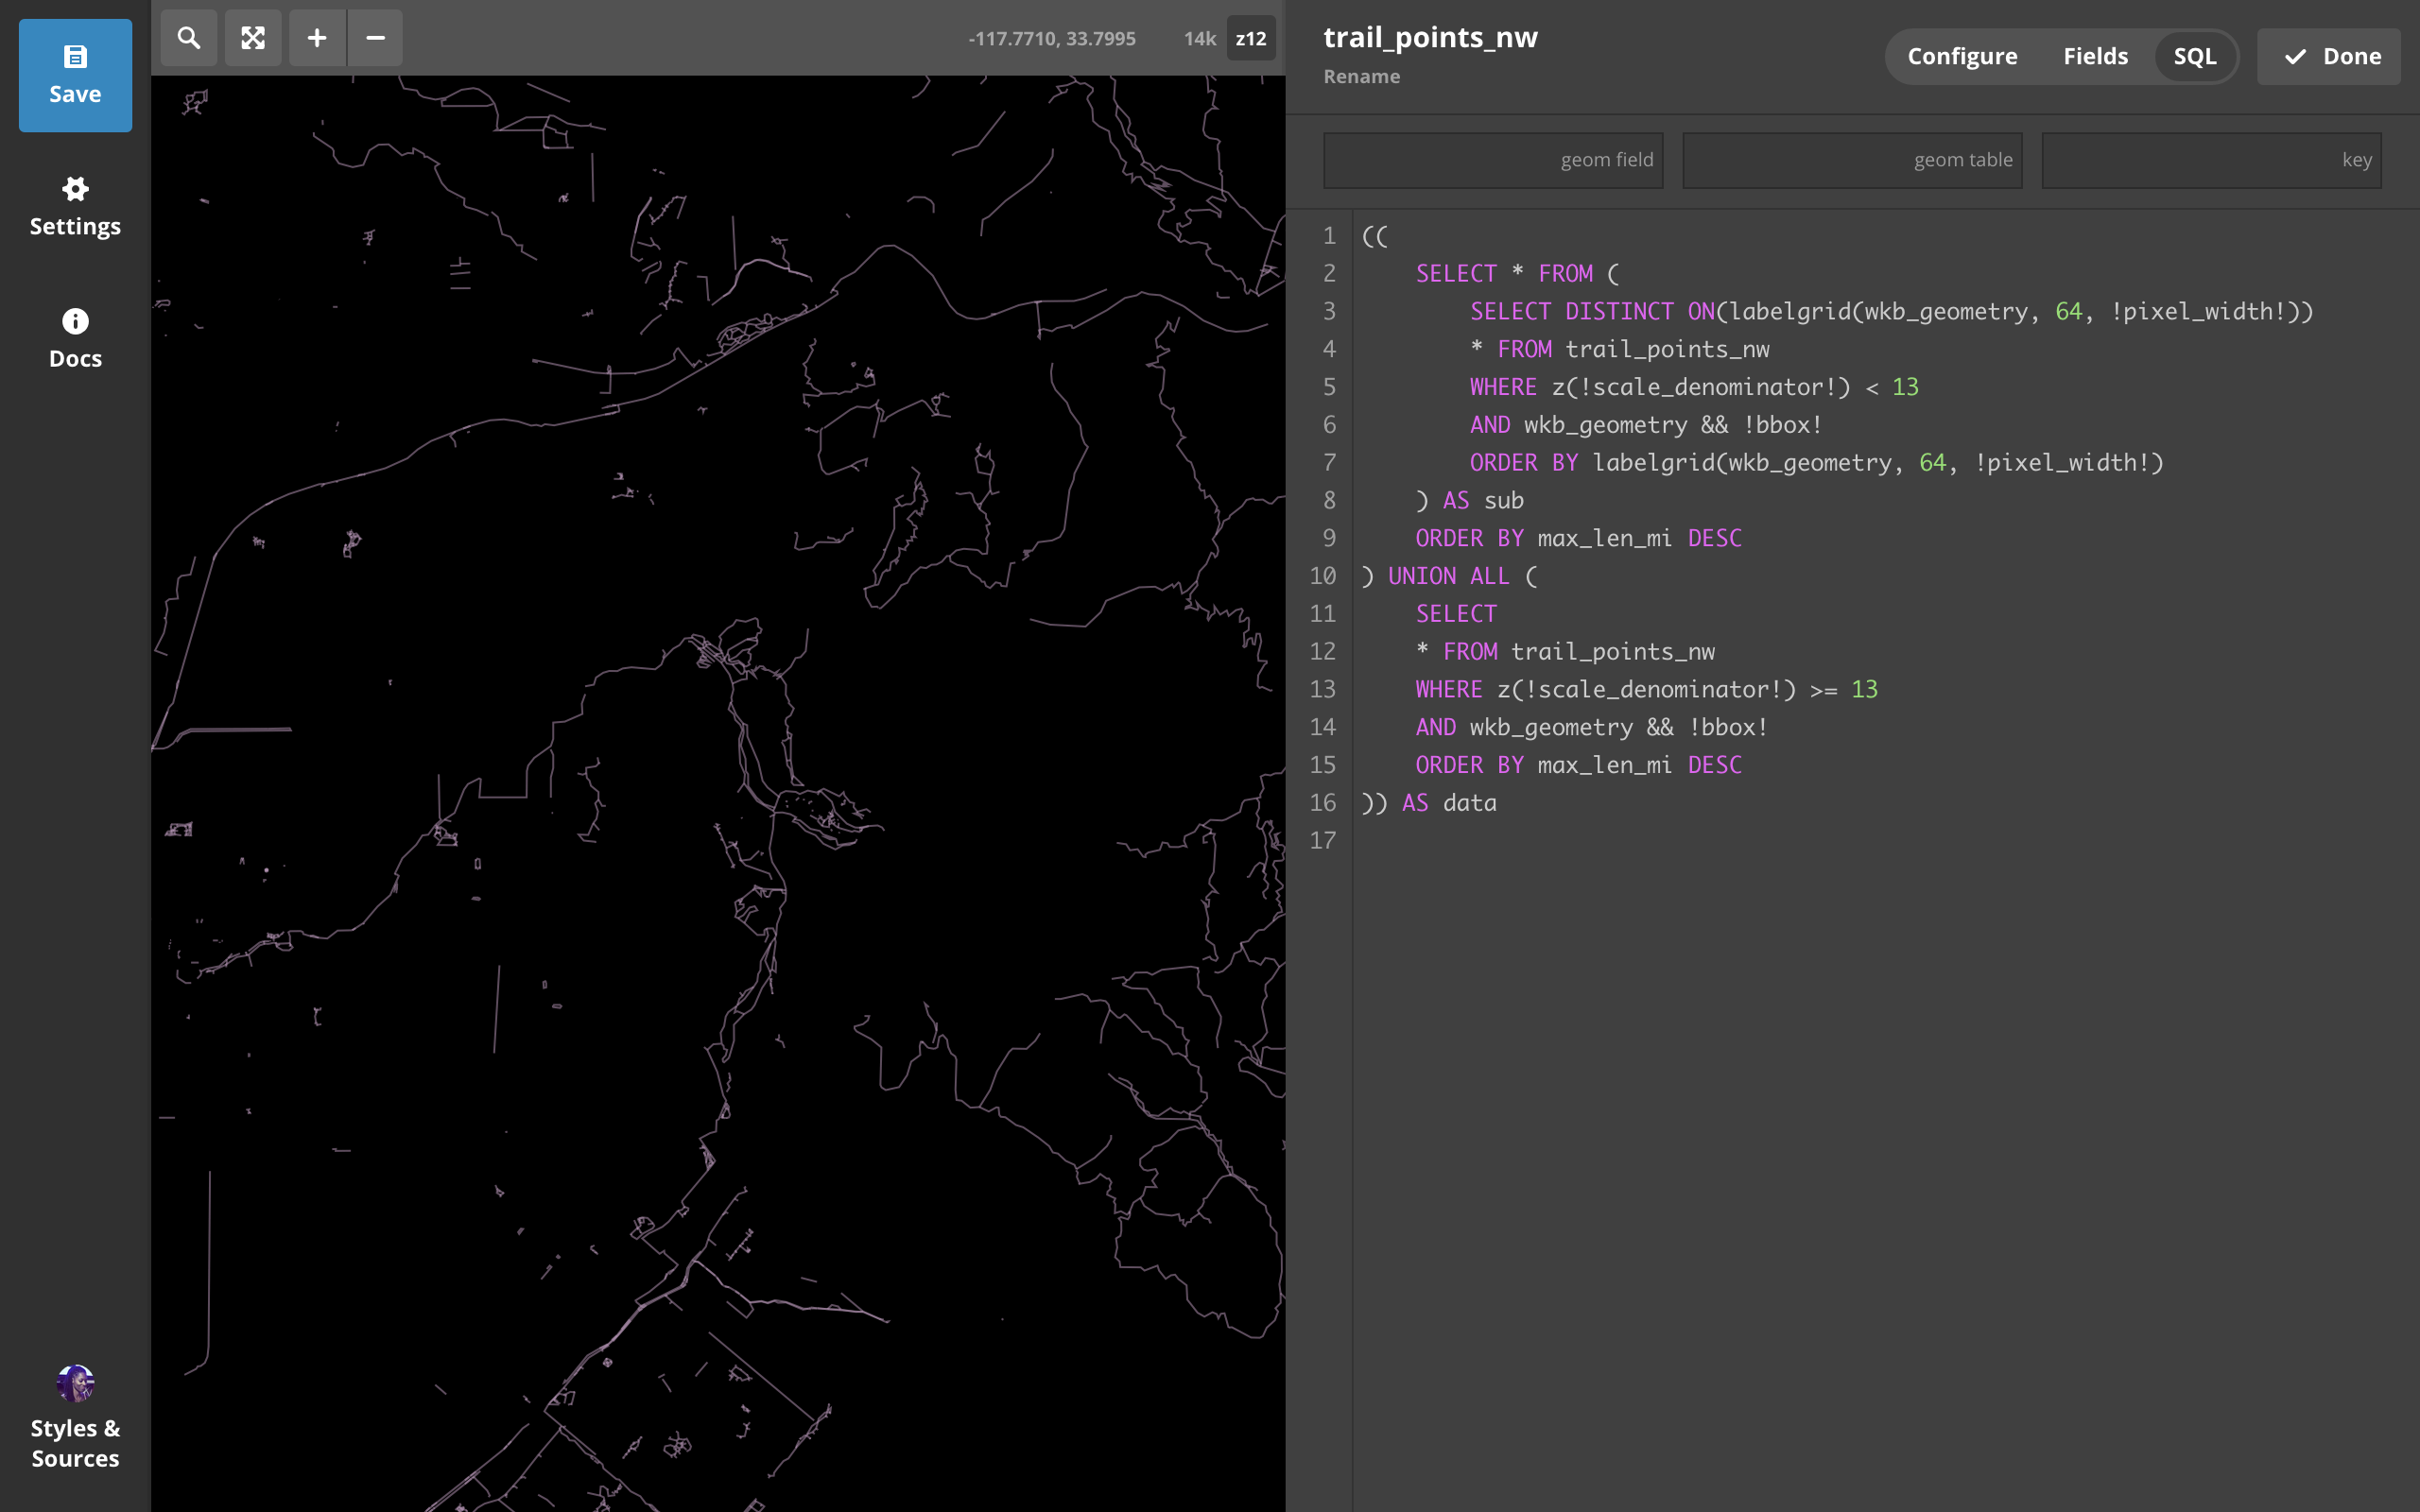 Save
Settings
Docs
Styles &
Sources
-117.7710, 33.7995 14k z12
trail_points_nw
Rename
Configure Fields SQL Done
geom field geom table key
1 ((
2 SELECT * FROM (
3 SELECT DISTINCT ON(labelgrid(wkb_geometry, 64, !pixel_width!))
4 * FROM trail_points_nw
5 WHERE z(!scale_denominator!) < 13
6 AND wkb_geometry && !bbox!
7 ORDER BY labelgrid(wkb_geometry, 64, !pixel_width!)
8 ) AS sub
9 ORDER BY max_len_mi DESC
10 ) UNION ALL (
11 SELECT
12 * FROM trail_points_nw
13 WHERE z(!scale_denominator!) >= 13
14 AND wkb_geometry && !bbox!
15 ORDER BY max_len_mi DESC
16 )) AS data
17